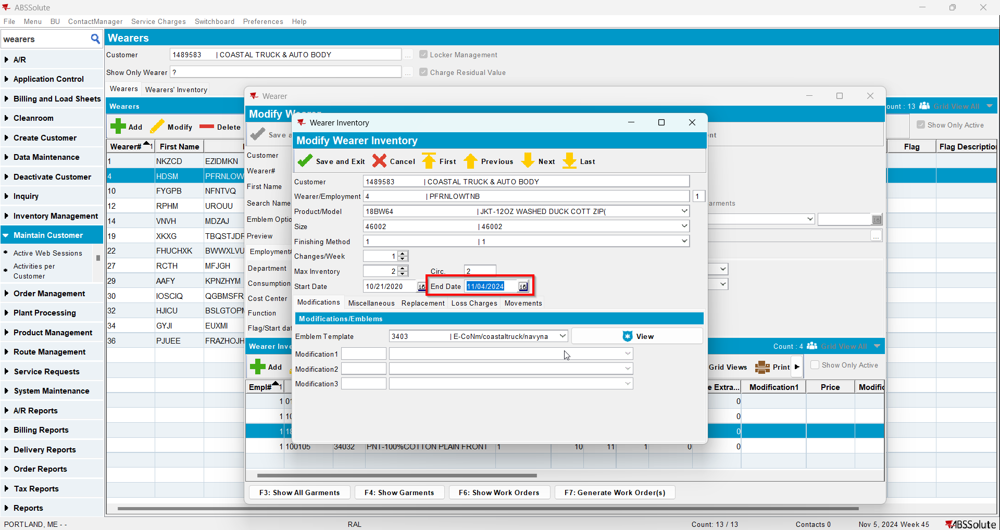 ABSSolute
File Menu BU ContactManager Service Charges Switchboard Preferences Help
wearers
Wearers
Customer 1489583 | COASTAL TRUCK & AUTO BODY ... Locker Management
Show Only Wearer ? ... Charge Residual Value
Wearers Wearers' Inventory
Wearers
Count : 13 Grid View All
Add Modify Delete
Show Only Active
Wearer# 1 First Name
Flag Flag Description
1 NKZCD EZIDMKN
4 HDSM PFRNLOW
10 FYGPB NFNTVQ
12 RPHM UROUU
14 VNVH MDZAJ
19 XKXG TBQSTJDF
22 FHUCHXK BWWXLVU
27 RCTH MFJGH
29 AAFY KPNZHYM
30 IOSCIQ QGBMSFR
32 HJICU BSLGTOPM
34 GYJI EUXMI
36 PJUEE FRAZHOJH
A/R
Application Control
Billing and Load Sheets
Cleanroom
Create Customer
Data Maintenance
Deactivate Customer
Inquiry
Inventory Management
Maintain Customer
Active Web Sessions
Activities per
Customer
Order Management
Plant Processing
Product Management
Route Management
Service Requests
System Maintenance
A/R Reports
Billing Reports
Delivery Reports
Order Reports
Tax Reports
Reports
Wearer
Modify Wearer
Save a
nt
Customer
Wearer#
First Name
Search Name
arments
Emblem Optio
Preview
...
Employment#
Department
Consumption
Cost Center
Function
Flag/Start dat
Wearer Inve
Count : 4 Grid View All
Add
Grid Views Print Show Only Active
Empl# 1
e Extra... Modification1 Price Modific
1 01 0
1 10 0
1 18 0
1 100105 34032 PNT-100%COTTON PLAIN FRONT 1 10 11 1 0 0
F3: Show All Garments F4: Show Garments F6: Show Work Orders F7: Generate Work Order(s)
Wearer Inventory
Modify Wearer Inventory
Save and Exit Cancel First Previous Next Last
Customer 1489583 | COASTAL TRUCK & AUTO BODY
Wearer/Employment 4 | PFRNLOWTNB 1
Product/Model 18BW64 | JKT-12OZ WASHED DUCK COTT ZIP(
Size 46002 | 46002
Finishing Method 1 | 1
Changes/Week 1
Max Inventory 2 Circ. 2
Start Date 10/21/2020 16 End Date 11/04/2024 16
Modifications Miscellaneous Replacement Loss Charges Movements
Modifications/Emblems
Emblem Template 3403 | E-CoNm/coastaltruck/navyna View
Modification1
Modification2
Modification3
PORTLAND, ME - - RAL Count: 13 / 13 Contacts 0 Nov 5, 2024 Week 45 ABSSolute